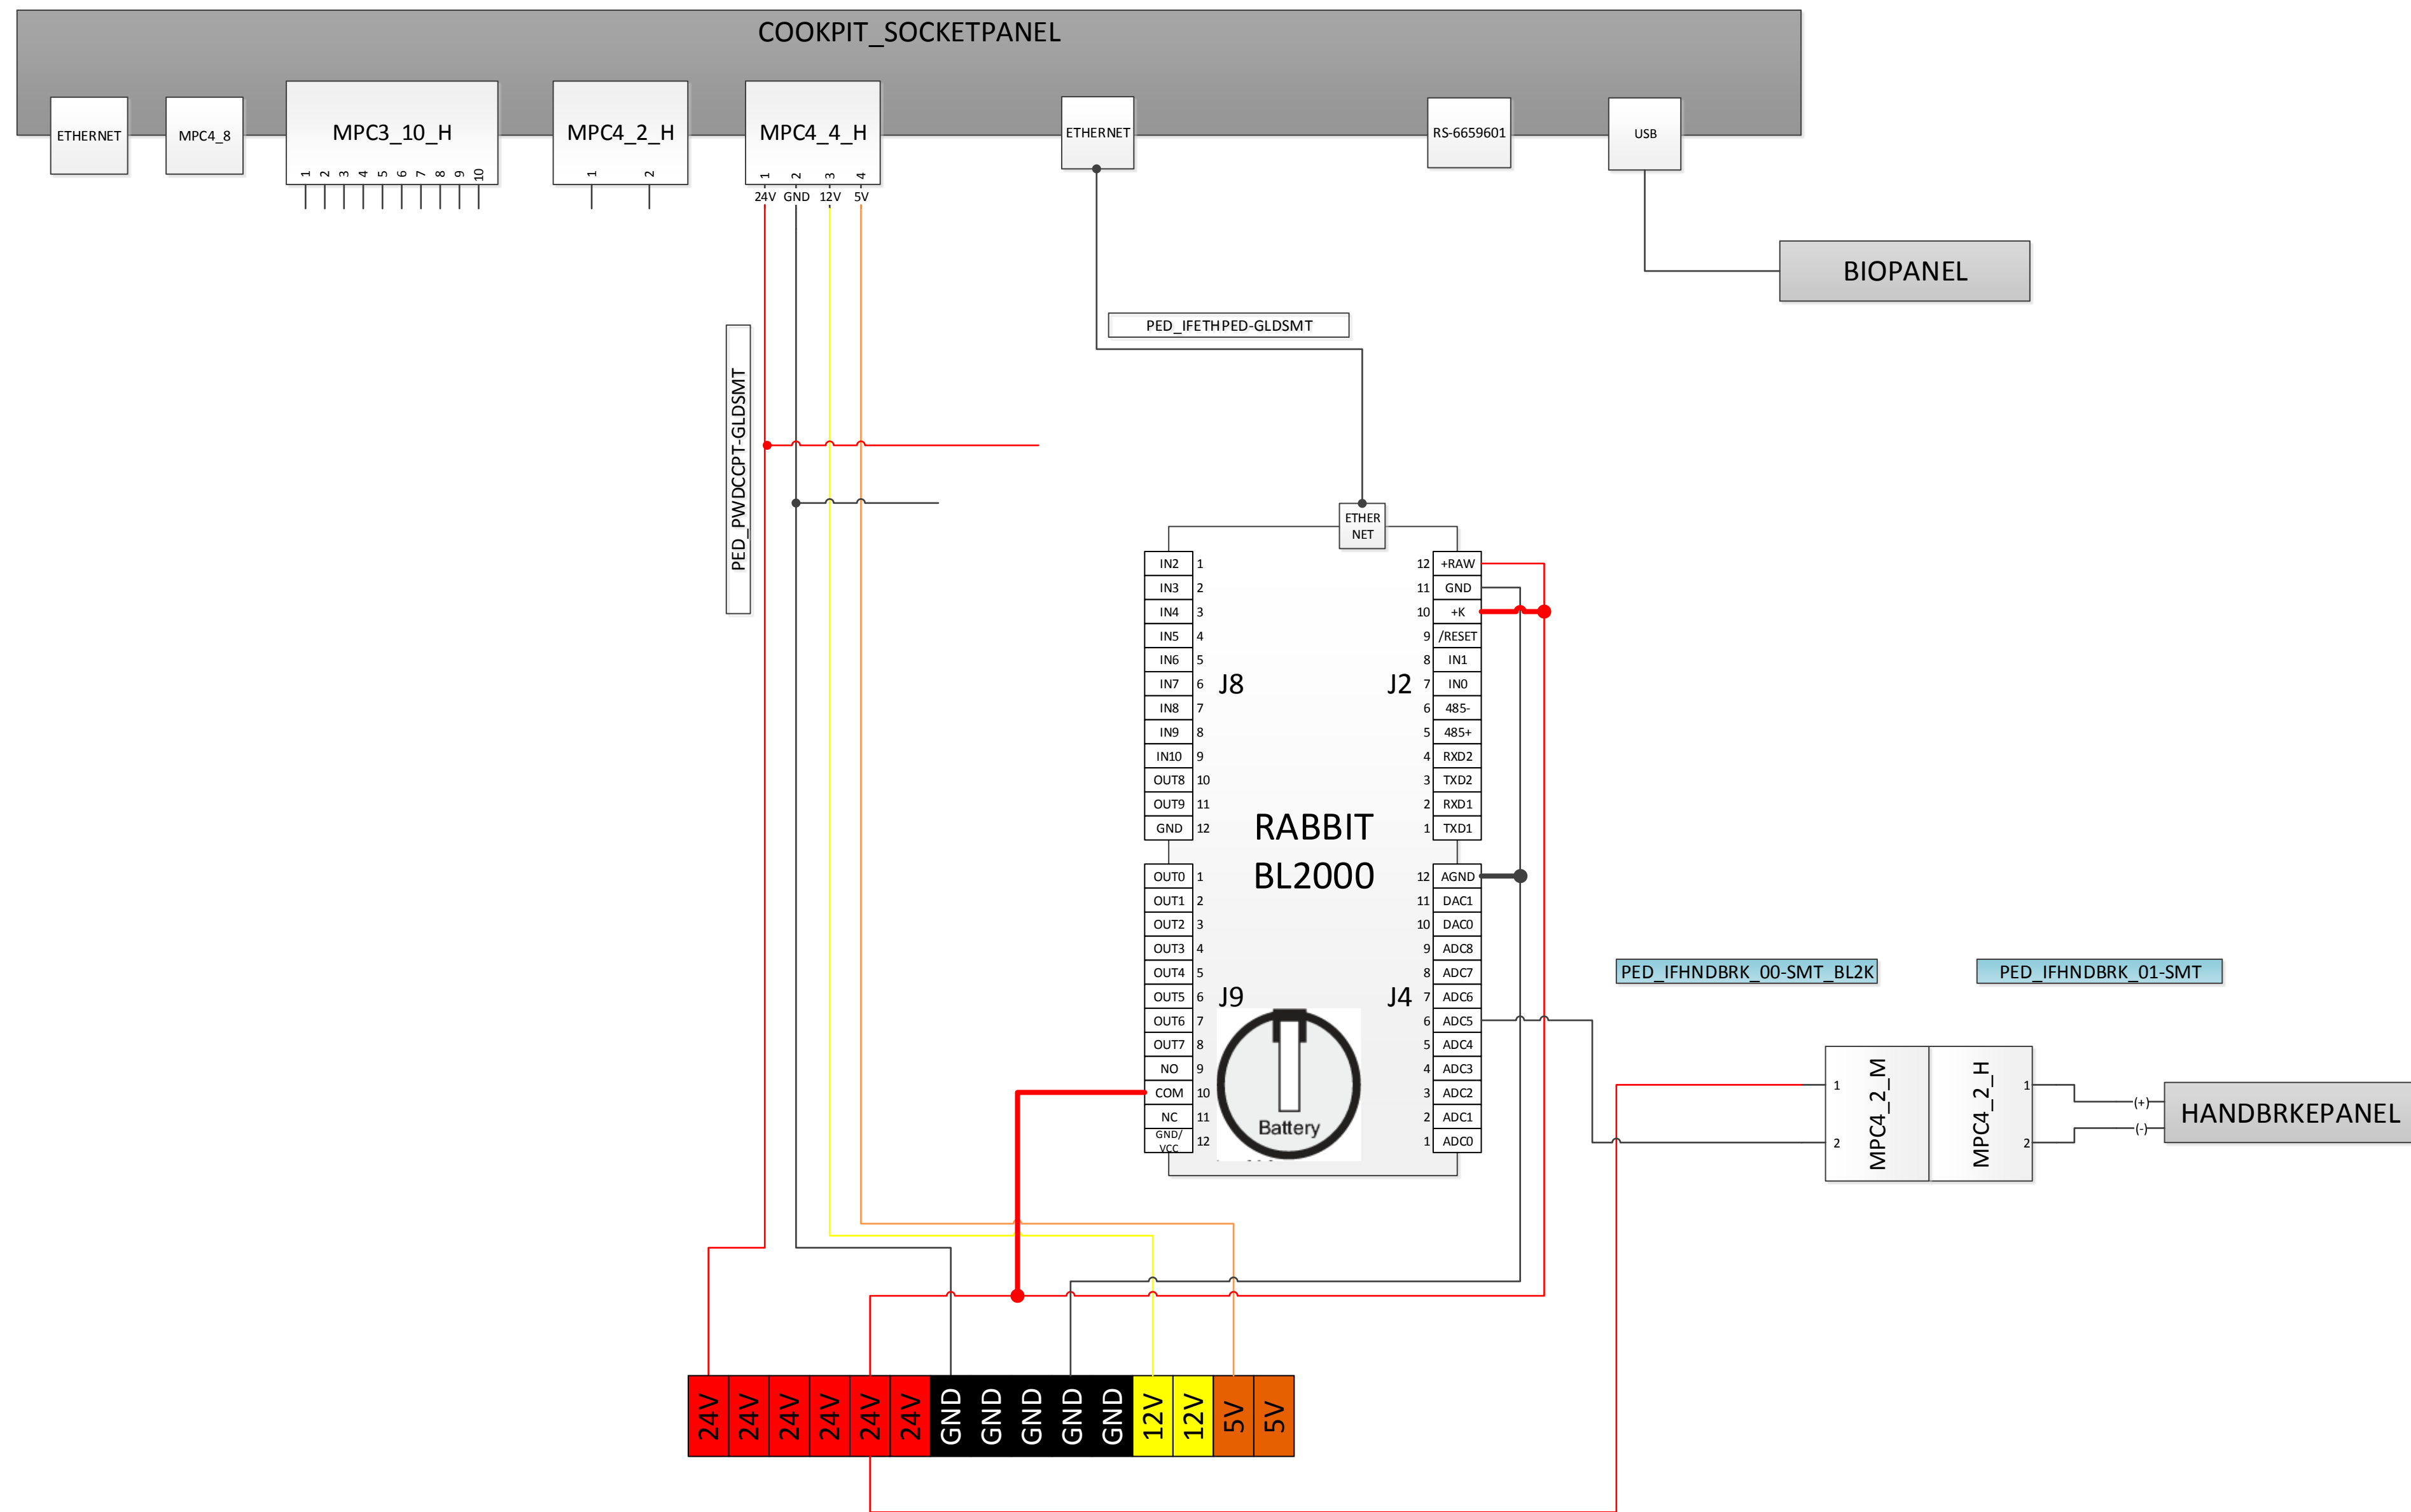 COOKPIT_SOCKETPANEL
ETHERNET
MPC4_8
MPC3_10_H
1 2 3 4 5 6 7 8 9 10
MPC4_2_H
1 2
MPC4_4_H
1 2 3 4
24V GND 12V 5V
ETHERNET
RS-6659601
USB
BIOPANEL
PED_IFETHPED-GLDSMT
PED_PWDCCPT-GLDSMT
ETHER
NET
IN2 1
IN3 2
IN4 3
IN5 4
IN6 5
IN7 6
IN8 7
IN9 8
IN10 9
OUT8 10
OUT9 11
GND 12
J8
J2
12 +RAW
11 GND
10 +K
9 /RESET
8 IN1
7 IN0
6 485-
5 485+
4 RXD2
3 TXD2
2 RXD1
1 TXD1
RABBIT
BL2000
OUT0 1
OUT1 2
OUT2 3
OUT3 4
OUT4 5
OUT5 6
OUT6 7
OUT7 8
NO 9
COM 10
NC 11
GND/
VCC 12
J9
J4
12 AGND
11 DAC1
10 DAC0
9 ADC8
8 ADC7
7 ADC6
6 ADC5
5 ADC4
4 ADC3
3 ADC2
2 ADC1
1 ADC0
Battery
PED_IFHNDBRK_00-SMT_BL2K
PED_IFHNDBRK_01-SMT
1
2
MPC4_2_M
MPC4_2_H
1
2
(+)
(-)
HANDBRKEPANEL
24V 24V 24V 24V 24V 24V GND GND GND GND GND 12V 12V 5V 5V